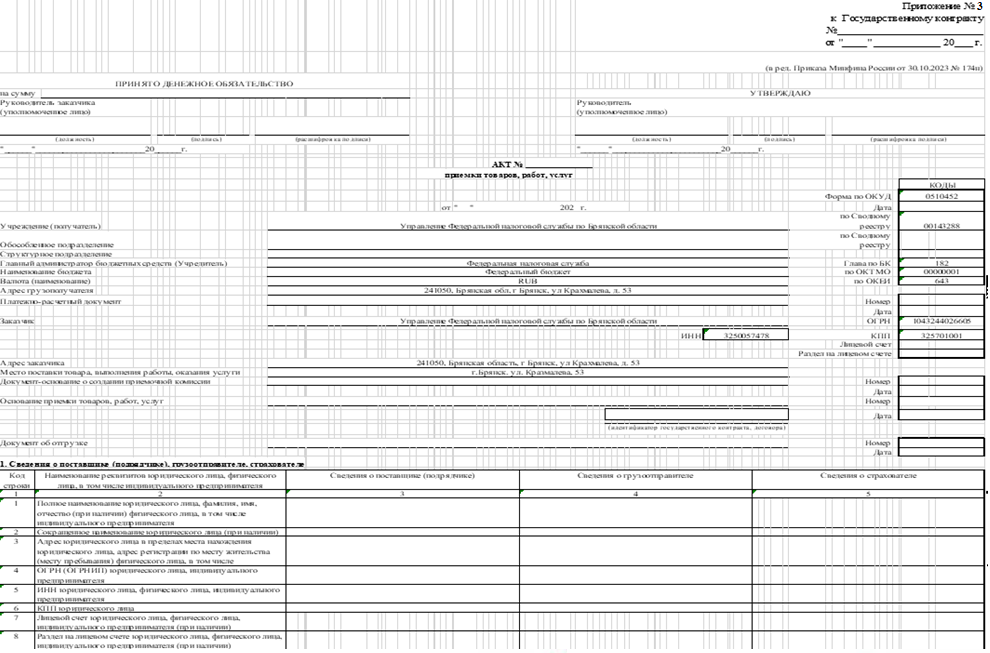 Приложение № 3
к Государственному контракту
№
от "____" ____________ 20___ г.
(в ред. Приказа Минфина России от 30.10.2023 № 174н)
ПРИНЯТО ДЕНЕЖНОЕ ОБЯЗАТЕЛЬСТВО
УТВЕРЖДАЮ
на сумму
Руководитель заказчика
Руководитель
(уполномоченное лицо)
(уполномоченное лицо)
(должность) (подпись) (расшифровка подписи)
(должность) (подпись) (расшифровка подписи)
"____"____________20____г.
"____"____________20____г.
АКТ № ____________
приемки товаров, работ, услуг
КОДЫ
Форма по ОКУД 0510452
от " " 202 г. Дата
Учреждение (получатель) Управление Федеральной налоговой службы по Брянской области по Сводному реестру 00143288
Обособленное подразделение по Сводному реестру
Структурное подразделение
Главный администратор бюджетных средств (Учредитель) Федеральная налоговая служба Глава по БК 182
Наименование бюджета Федеральный бюджет по ОКТМО 00000001
Валюта (наименование) RUB по ОКЕИ 643
Адрес грузополучателя 241050, Брянская обл, г Брянск, ул Крахмалева, л. 53
Платежно-расчетный документ Номер
Дата
Заказчик Управление Федеральной налоговой службы по Брянской области ОГРН 1043244026605
ИНН 3250057478 КПП 325701001
Лицевой счет
Раздел на лицевом счете
Адрес заказчика 241050, Брянская область, г Брянск, ул Крахмалева, л. 53
Место поставки товара, выполнения работы, оказания услуги г.Брянск, ул. Крахмалева, 53
Документ-основание о создании приемочной комиссии Номер
Дата
Основание приемки товаров, работ, услуг Номер
Дата
(идентификатор государственного контракта, договора)
Документ об отгрузке Номер
Дата
1. Сведения о поставщике (подрядчике), грузоотправителе, страхователе
Код строки
Наименование реквизитов юридического лица, физического лица, в том числе индивидуального предпринимателя
Сведения о поставщике (подрядчике)
Сведения о грузоотправителе
Сведения о страхователе
1 2 3 4 5
1 Полное наименование юридического лица, фамилия, имя,
отчество (при наличии) физического лица, в том числе
индивидуального предпринимателя
2 Сокращенное наименование юридического лица (при наличии)
3 Адрес юридического лица в пределах места нахождения
юридического лица, адрес регистрации по месту жительства
(месту пребывания) физического лица, в том числе
4 ОГРН (ОГРНИП) юридического лица, индивидуального
предпринимателя
5 ИНН юридического лица, физического лица, индивидуального
предпринимателя
6 КПП юридического лица
7 Лицевой счет юридического лица, физического лица,
индивидуального предпринимателя (при наличии)
8 Раздел на лицевом счете юридического лица, физического лица,
индивидуального предпринимателя (при наличии)